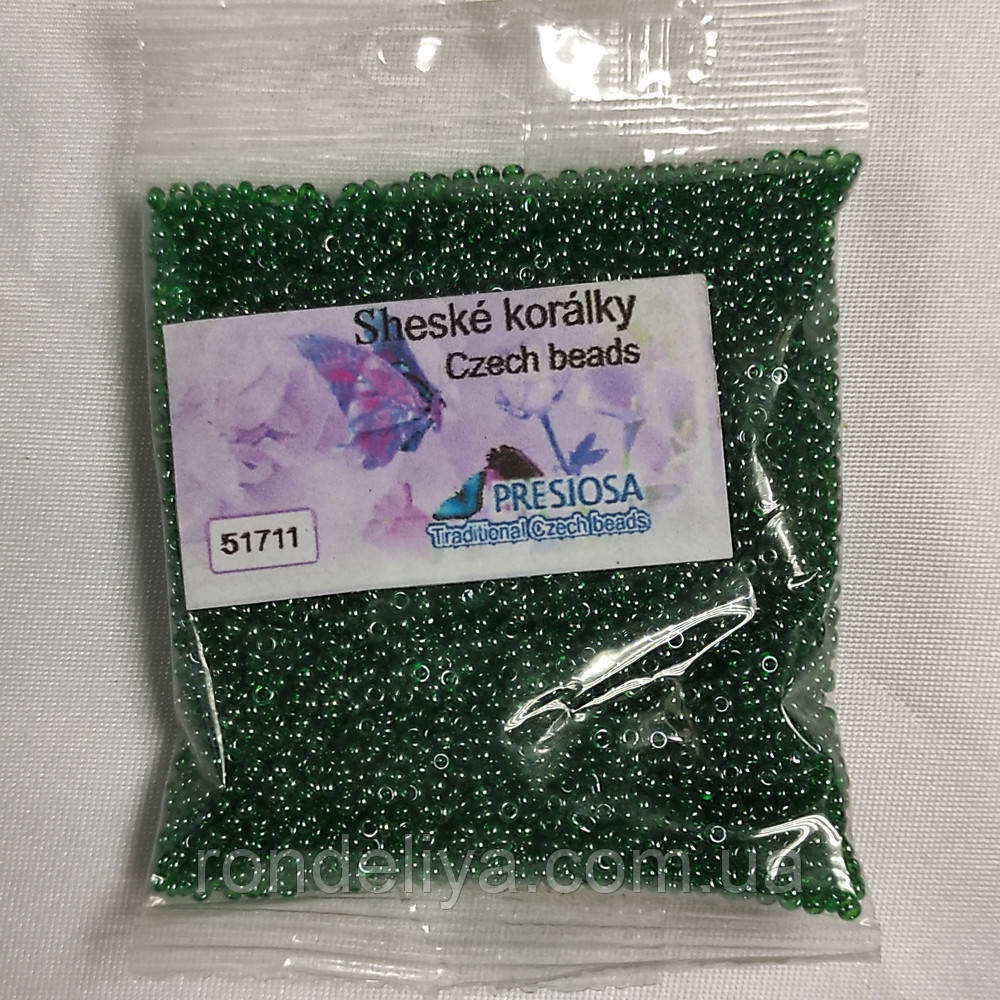 Sheské korálky
Czech beads
PRESIOSA
Traditional Czech beads
51711
rondeliya.com.ua